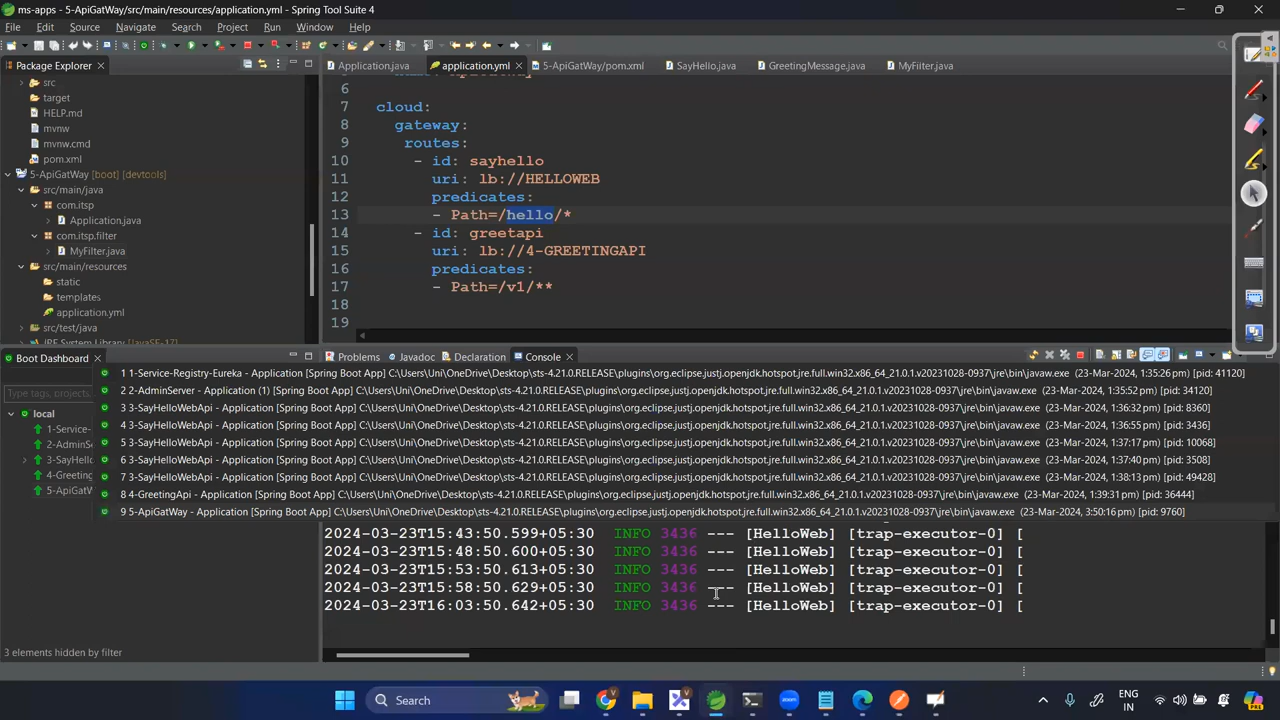 ms-apps - 5-ApiGatWay/src/main/resources/application.yml - Spring Tool Suite 4
File Edit Source Navigate Search Project Run Window Help
Package Explorer
src
target
HELP.md
mvnw
mvnw.cmd
pom.xml
5-ApiGatWay [boot] [devtools]
src/main/java
com.itsp
Application.java
com.itsp.filter
MyFilter.java
src/main/resources
static
templates
application.yml
src/test/java
JRE System Library [JavaSE-17]
Application.java application.yml 5-ApiGatWay/pom.xml SayHello.java GreetingMessage.java MyFilter.java
6
7 cloud:
8 gateway:
9 routes:
10 - id: sayhello
11 uri: lb://HELLOWEB
12 predicates:
13 - Path=/hello/*
14 - id: greetapi
15 uri: lb://4-GREETINGAPI
16 predicates:
17 - Path=/v1/**
18
19
Boot Dashboard
Type tags, projects,
local
1-Service-
2-AdminSe
3-SayHello
4-Greeting
5-ApiGatW
3 elements hidden by filter
Problems Javadoc Declaration Console
1 1-Service-Registry-Eureka - Application [Spring Boot App] C:\Users\Uni\OneDrive\Desktop\sts-4.21.0.RELEASE\plugins\org.eclipse.justj.openjdk.hotspot.jre.full.win32.x86_64_21.0.1.v20231028-0937\jre\bin\javaw.exe (23-Mar-2024, 1:35:26 pm) [pid: 41120]
2 2-AdminServer - Application (1) [Spring Boot App] C:\Users\Uni\OneDrive\Desktop\sts-4.21.0.RELEASE\plugins\org.eclipse.justj.openjdk.hotspot.jre.full.win32.x86_64_21.0.1.v20231028-0937\jre\bin\javaw.exe (23-Mar-2024, 1:35:52 pm) [pid: 34120]
3 3-SayHelloWebApi - Application [Spring Boot App] C:\Users\Uni\OneDrive\Desktop\sts-4.21.0.RELEASE\plugins\org.eclipse.justj.openjdk.hotspot.jre.full.win32.x86_64_21.0.1.v20231028-0937\jre\bin\javaw.exe (23-Mar-2024, 1:36:32 pm) [pid: 8360]
4 3-SayHelloWebApi - Application [Spring Boot App] C:\Users\Uni\OneDrive\Desktop\sts-4.21.0.RELEASE\plugins\org.eclipse.justj.openjdk.hotspot.jre.full.win32.x86_64_21.0.1.v20231028-0937\jre\bin\javaw.exe (23-Mar-2024, 1:36:55 pm) [pid: 3436]
5 3-SayHelloWebApi - Application [Spring Boot App] C:\Users\Uni\OneDrive\Desktop\sts-4.21.0.RELEASE\plugins\org.eclipse.justj.openjdk.hotspot.jre.full.win32.x86_64_21.0.1.v20231028-0937\jre\bin\javaw.exe (23-Mar-2024, 1:37:17 pm) [pid: 10068]
6 3-SayHelloWebApi - Application [Spring Boot App] C:\Users\Uni\OneDrive\Desktop\sts-4.21.0.RELEASE\plugins\org.eclipse.justj.openjdk.hotspot.jre.full.win32.x86_64_21.0.1.v20231028-0937\jre\bin\javaw.exe (23-Mar-2024, 1:37:40 pm) [pid: 3508]
7 3-SayHelloWebApi - Application [Spring Boot App] C:\Users\Uni\OneDrive\Desktop\sts-4.21.0.RELEASE\plugins\org.eclipse.justj.openjdk.hotspot.jre.full.win32.x86_64_21.0.1.v20231028-0937\jre\bin\javaw.exe (23-Mar-2024, 1:38:13 pm) [pid: 49428]
8 4-GreetingApi - Application [Spring Boot App] C:\Users\Uni\OneDrive\Desktop\sts-4.21.0.RELEASE\plugins\org.eclipse.justj.openjdk.hotspot.jre.full.win32.x86_64_21.0.1.v20231028-0937\jre\bin\javaw.exe (23-Mar-2024, 1:39:31 pm) [pid: 36444]
9 5-ApiGatWay - Application [Spring Boot App] C:\Users\Uni\OneDrive\Desktop\sts-4.21.0.RELEASE\plugins\org.eclipse.justj.openjdk.hotspot.jre.full.win32.x86_64_21.0.1.v20231028-0937\jre\bin\javaw.exe (23-Mar-2024, 3:50:16 pm) [pid: 9760]
2024-03-23T15:43:50.599+05:30 INFO 3436 --- [HelloWeb] [trap-executor-0] [
2024-03-23T15:48:50.600+05:30 INFO 3436 --- [HelloWeb] [trap-executor-0] [
2024-03-23T15:53:50.613+05:30 INFO 3436 --- [HelloWeb] [trap-executor-0] [
2024-03-23T15:58:50.629+05:30 INFO 3436 --- [HelloWeb] [trap-executor-0] [
2024-03-23T16:03:50.642+05:30 INFO 3436 --- [HelloWeb] [trap-executor-0] [
Search
ENG
IN